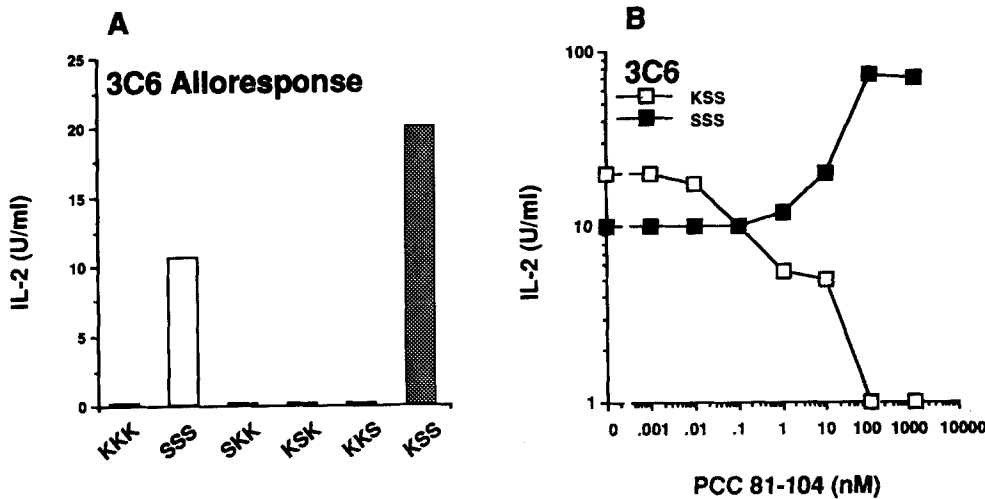 A
3C6 Alloresponse
IL-2 (U/ml)
25
20
15
10
5
0
KKK SSS SKK KSK KKS KSS
B
3C6
KSS
SSS
IL-2 (U/ml)
100
10
1
0 .001 .01 .1 1 10 100 1000 10000
PCC 81-104 (nM)